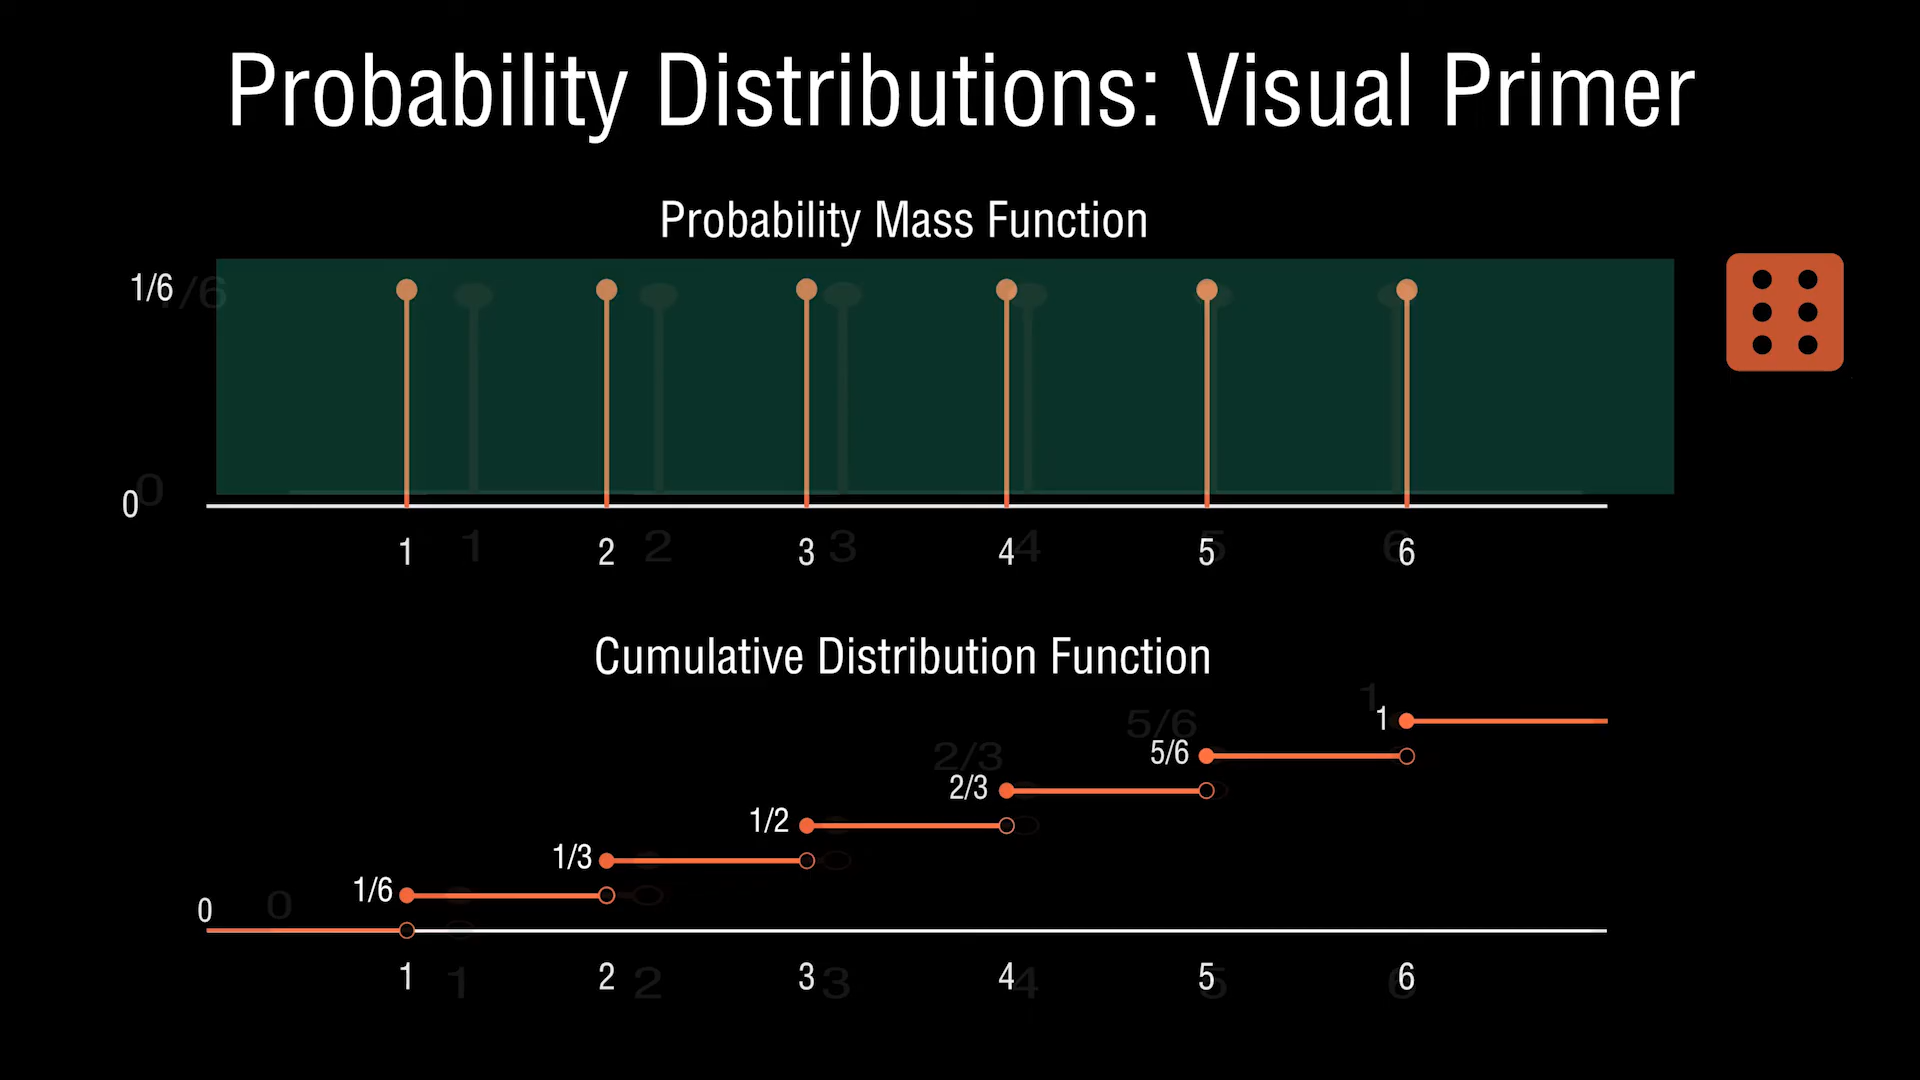 Probability Distributions: Visual Primer
Probability Mass Function
1/6
0
1 2 3 4 5 6
Cumulative Distribution Function
1
5/6
2/3
1/2
1/3
1/6
0
1 2 3 4 5 6